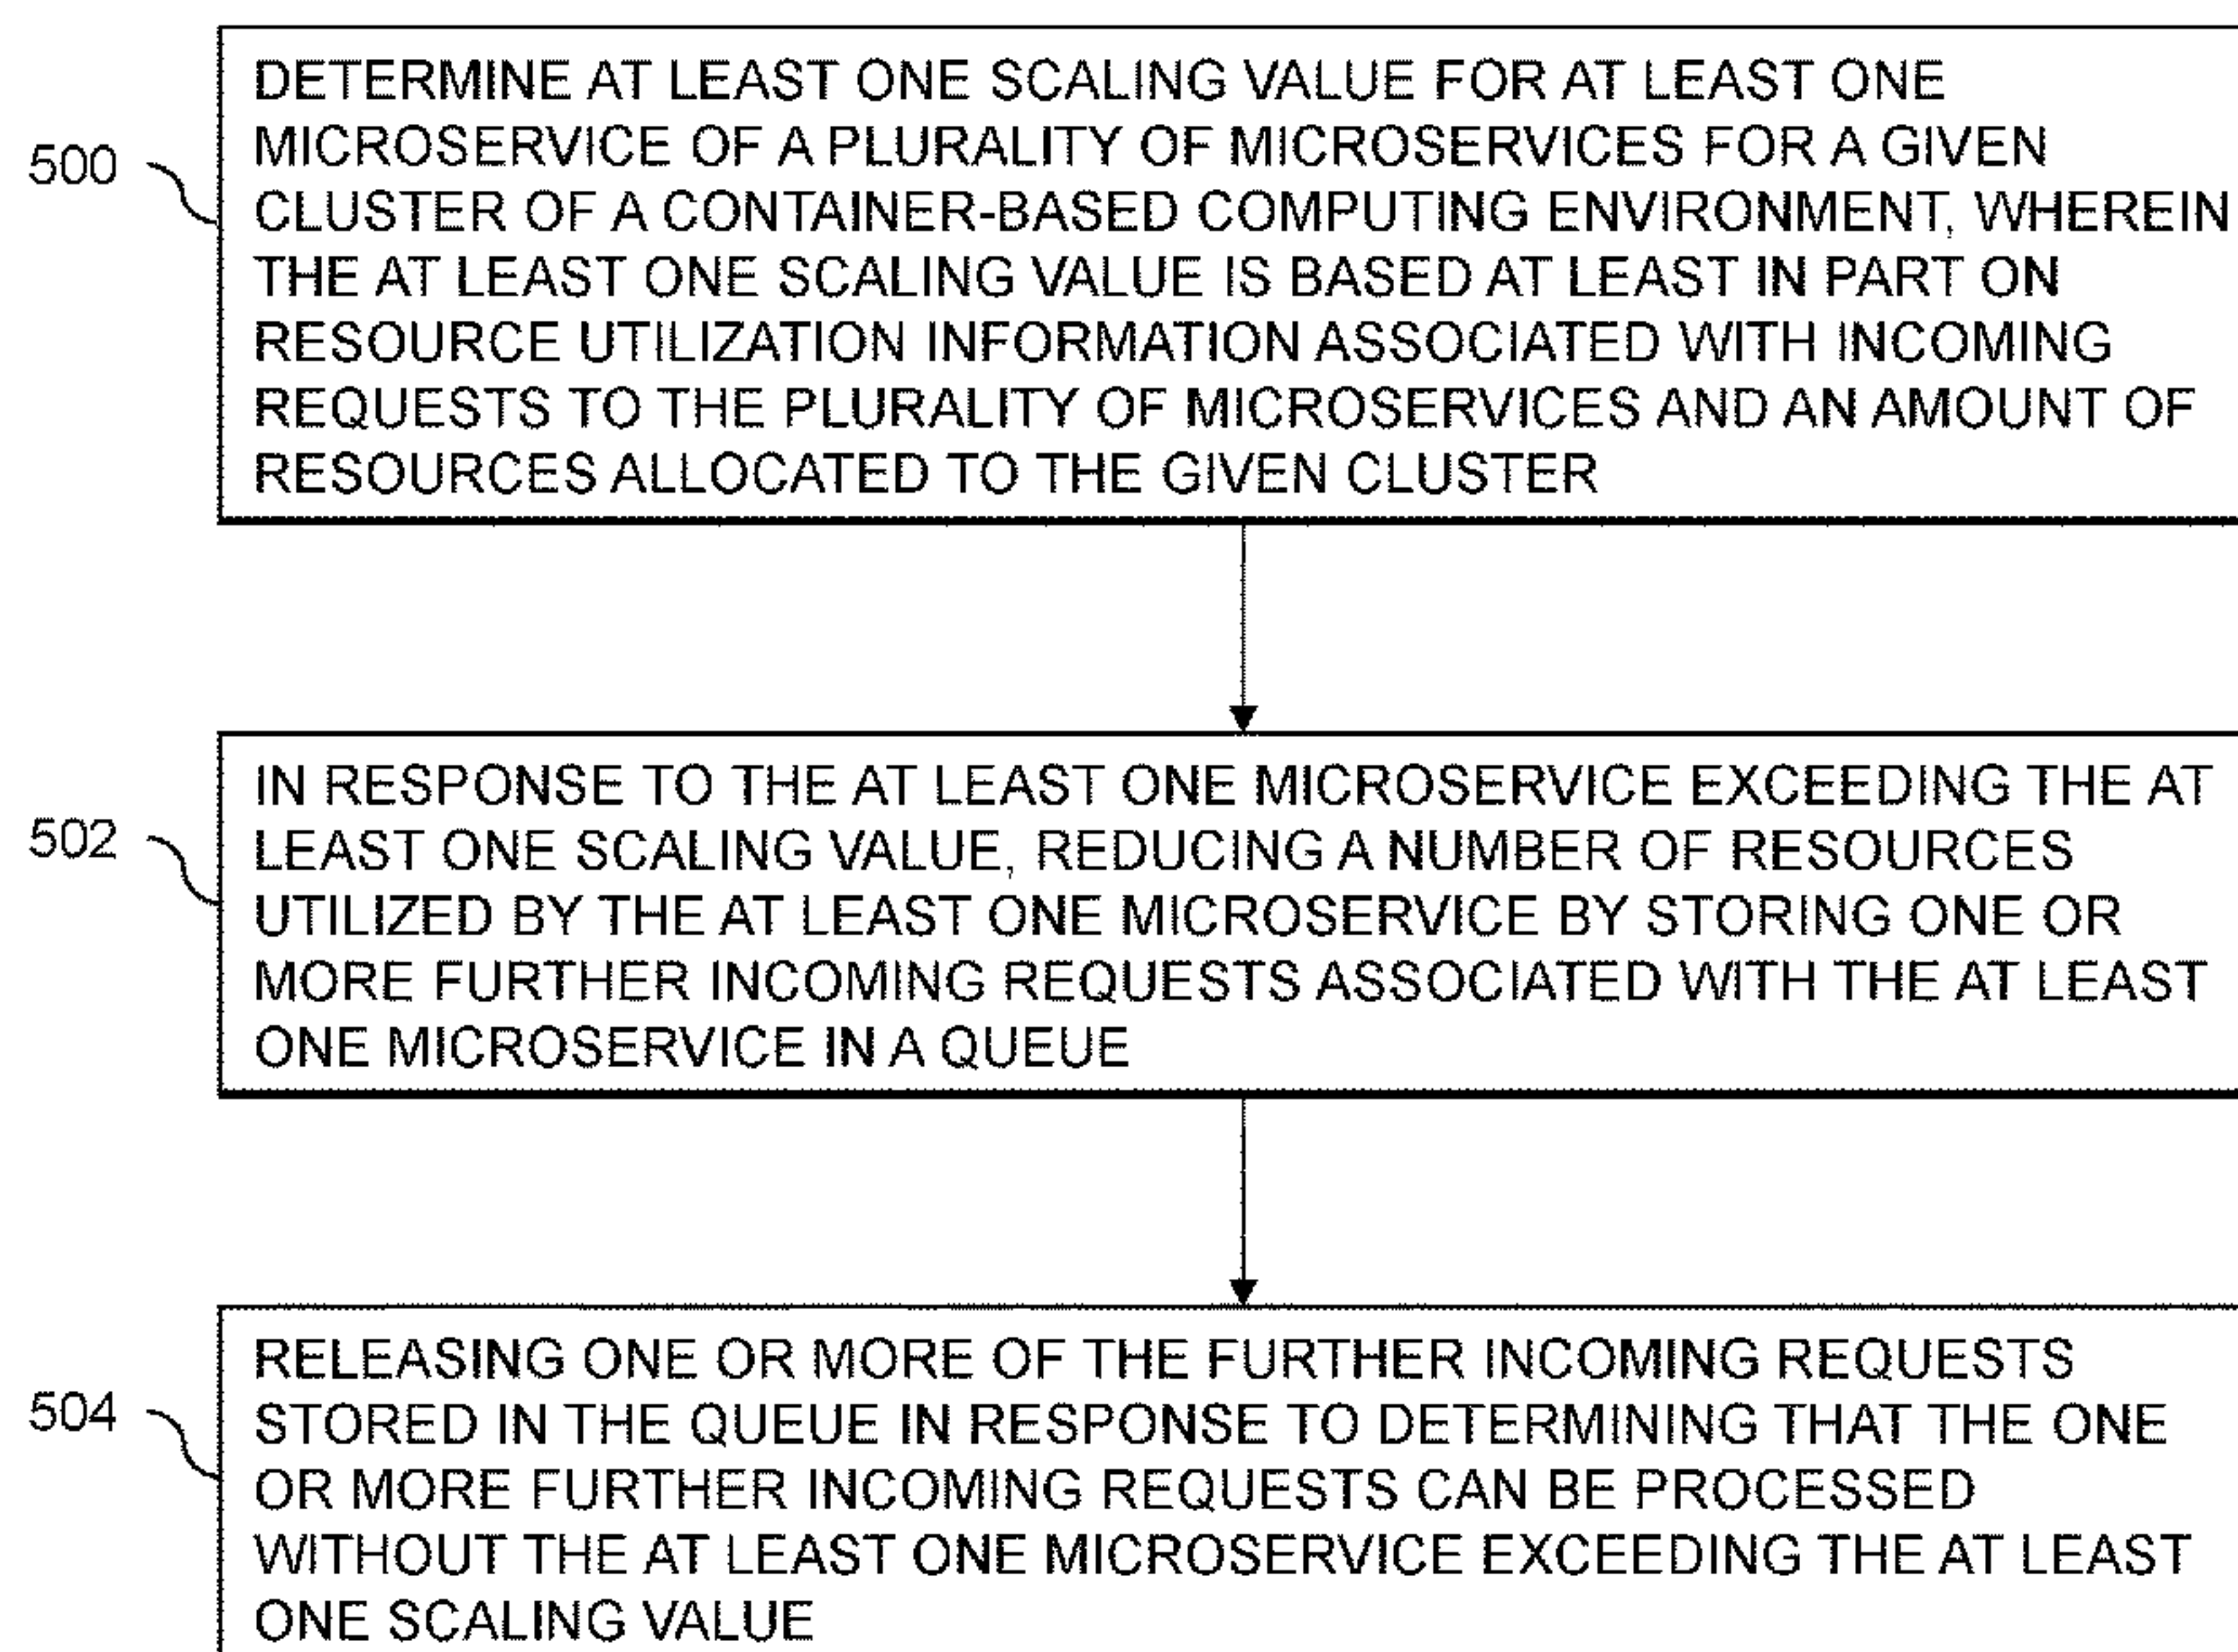 DETERMINE AT LEAST ONE SCALING VALUE FOR AT LEAST ONE
MICROSERVICE OF A PLURALITY OF MICROSERVICES FOR A GIVEN
500
CLUSTER OF A CONTAINER-BASED COMPUTING ENVIRONMENT, WHEREIN
THE AT LEAST ONE SCALING VALUE IS BASED AT LEAST IN PART ON
RESOURCE UTILIZATION INFORMATION ASSOCIATED WITH INCOMING
REQUESTS TO THE PLURALITY OF MICROSERVICES AND AN AMOUNT OF
RESOURCES ALLOCATED TO THE GIVEN CLUSTER
IN RESPONSE TO THE AT LEAST ONE MICROSERVICE EXCEEDING THE AT
502
LEAST ONE SCALING VALUE, REDUCING A NUMBER OF RESOURCES
UTILIZED BY THE AT LEAST ONE MICROSERVICE BY STORING ONE OR
MORE FURTHER INCOMING REQUESTS ASSOCIATED WITH THE AT LEAST
ONE MICROSERVICE IN A QUEUE
RELEASING ONE OR MORE OF THE FURTHER INCOMING REQUESTS
504
STORED IN THE QUEUE IN RESPONSE TO DETERMINING THAT THE ONE
OR MORE FURTHER INCOMING REQUESTS CAN BE PROCESSED
WITHOUT THE AT LEAST ONE MICROSERVICE EXCEEDING THE AT LEAST
ONE SCALING VALUE